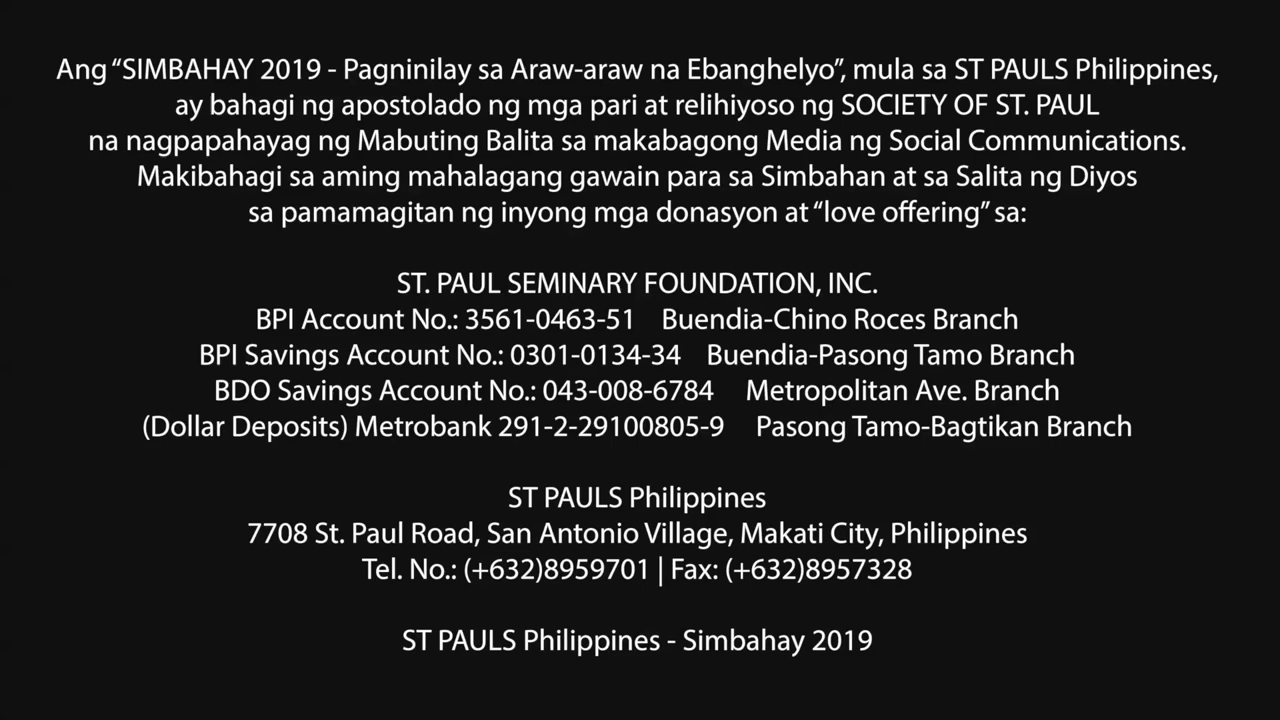 Ang “SIMBAHAY 2019 - Pagninilay sa Araw-araw na Ebanghelyo”, mula sa ST PAULS Philippines,
ay bahagi ng apostolado ng mga pari at relihiyoso ng SOCIETY OF ST. PAUL
na nagpapahayag ng Mabuting Balita sa makabagong Media ng Social Communications.
Makibahagi sa aming mahalagang gawain para sa Simbahan at sa Salita ng Diyos
sa pamamagitan ng inyong mga donasyon at “love offering” sa:
ST. PAUL SEMINARY FOUNDATION, INC.
BPI Account No.: 3561-0463-51 Buendia-Chino Roces Branch
BPI Savings Account No.: 0301-0134-34 Buendia-Pasong Tamo Branch
BDO Savings Account No.: 043-008-6784 Metropolitan Ave. Branch
(Dollar Deposits) Metrobank 291-2-29100805-9 Pasong Tamo-Bagtikan Branch
ST PAULS Philippines
7708 St. Paul Road, San Antonio Village, Makati City, Philippines
Tel. No.: (+632)8959701 | Fax: (+632)8957328
ST PAULS Philippines - Simbahay 2019